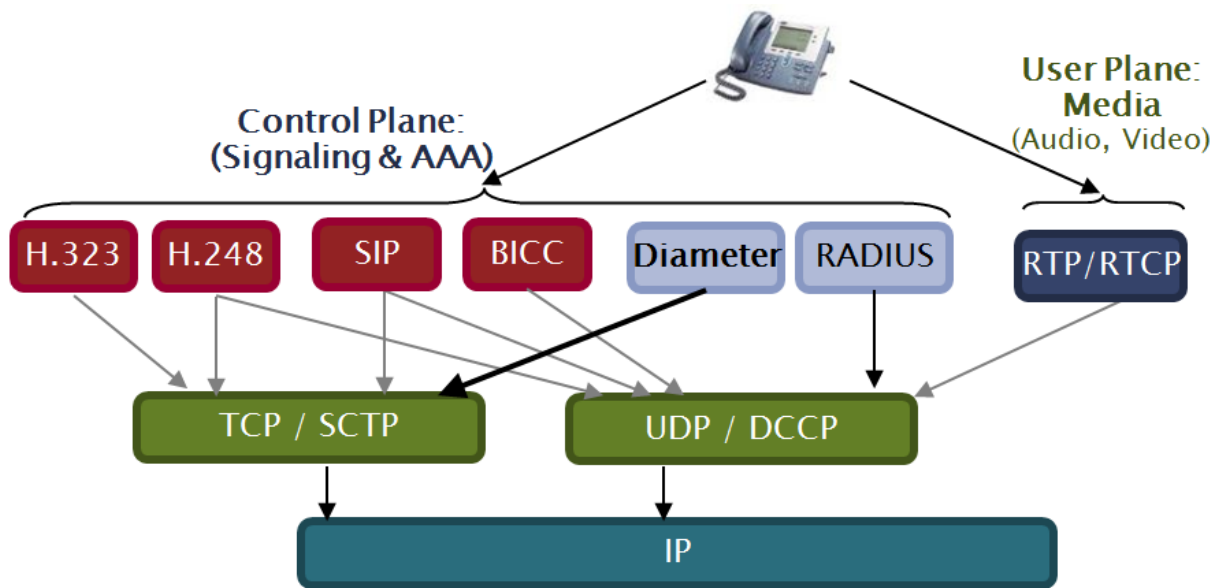 User Plane:
Media
(Audio, Video)
Control Plane:
(Signaling & AAA)
H.323
H.248
SIP
BICC
Diameter
RADIUS
RTP/RTCP
TCP / SCTP
UDP / DCCP
IP